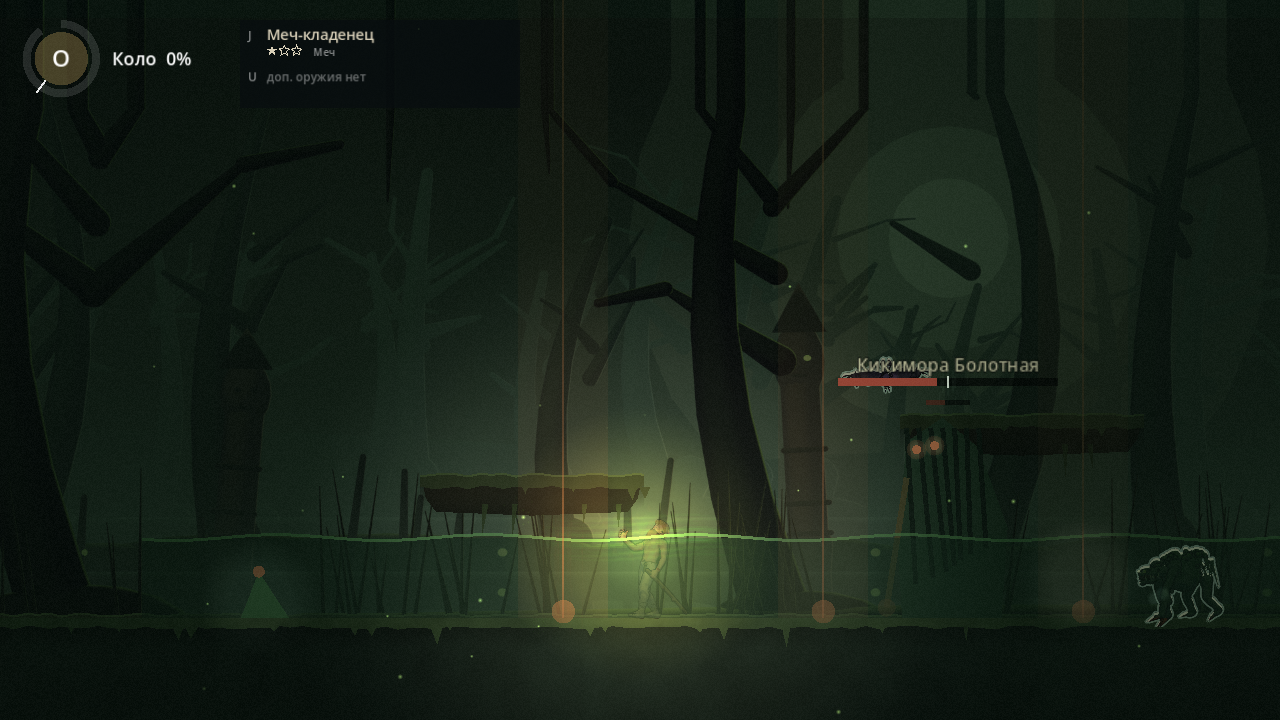 О
Коло 0%
J Меч-кладенец
Меч
U доп. оружия нет
Кикимора Болотная